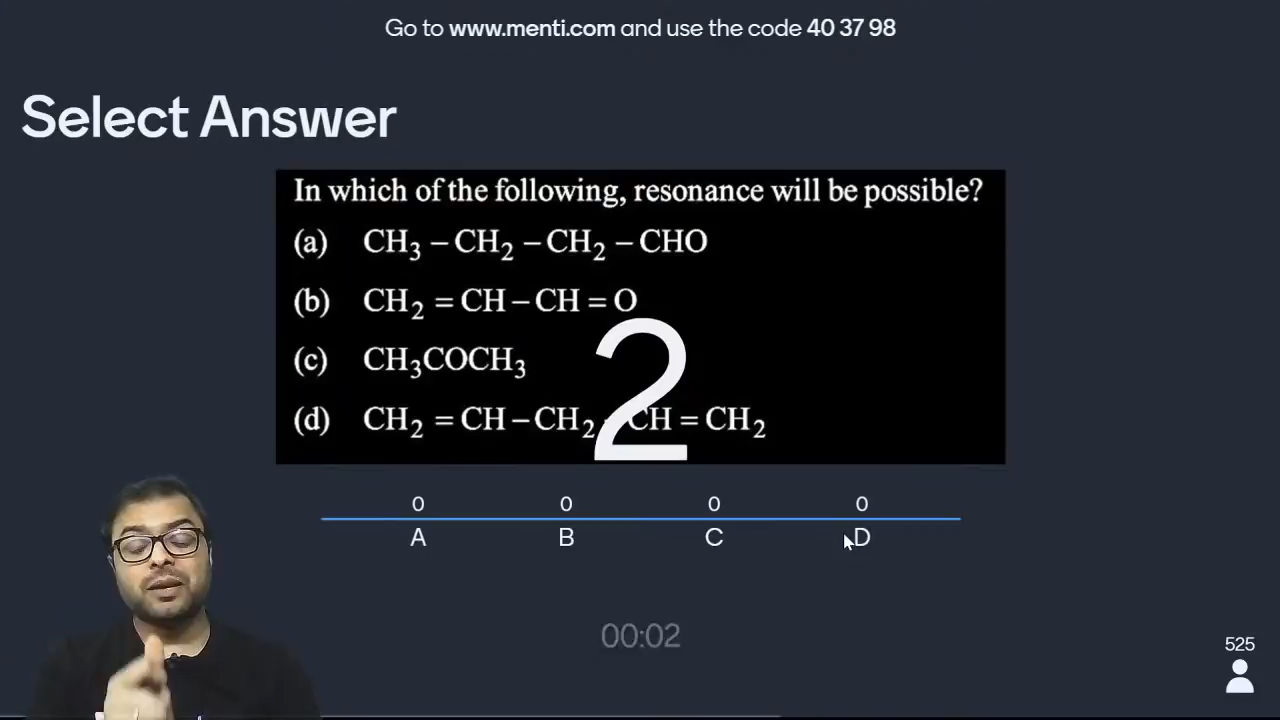 Go to www.menti.com and use the code 40 37 98
Select Answer
In which of the following, resonance will be possible?
(a) CH₃ – CH₂ – CH₂ – CHO
(b) CH₂ = CH – CH = O
(c) CH₃COCH₃
(d) CH₂ = CH – CH₂ – CH = CH₂
2
0 0 0 0
A B C D
00:02
525